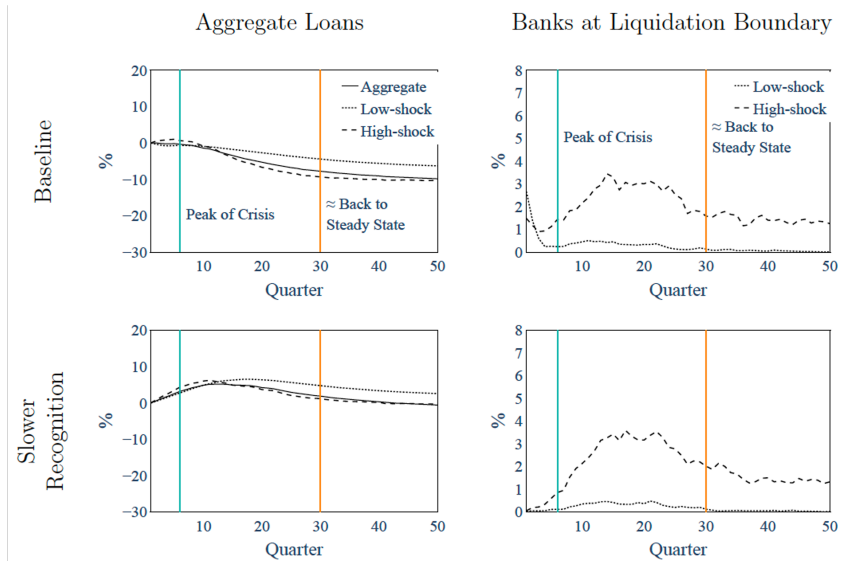 Aggregate Loans
Banks at Liquidation Boundary
Baseline
%
20
10
0
−10
−20
−30
Aggregate
Low-shock
High-shock
Peak of Crisis
≈ Back to
Steady State
10
20
30
40
50
Quarter
%
8
7
6
5
4
3
2
1
0
Low-shock
High-shock
≈ Back to
Steady State
Peak of Crisis
10
20
30
40
50
Quarter
Slower
Recognition
%
20
10
0
−10
−20
−30
10
20
30
40
50
Quarter
%
8
7
6
5
4
3
2
1
0
10
20
30
40
50
Quarter